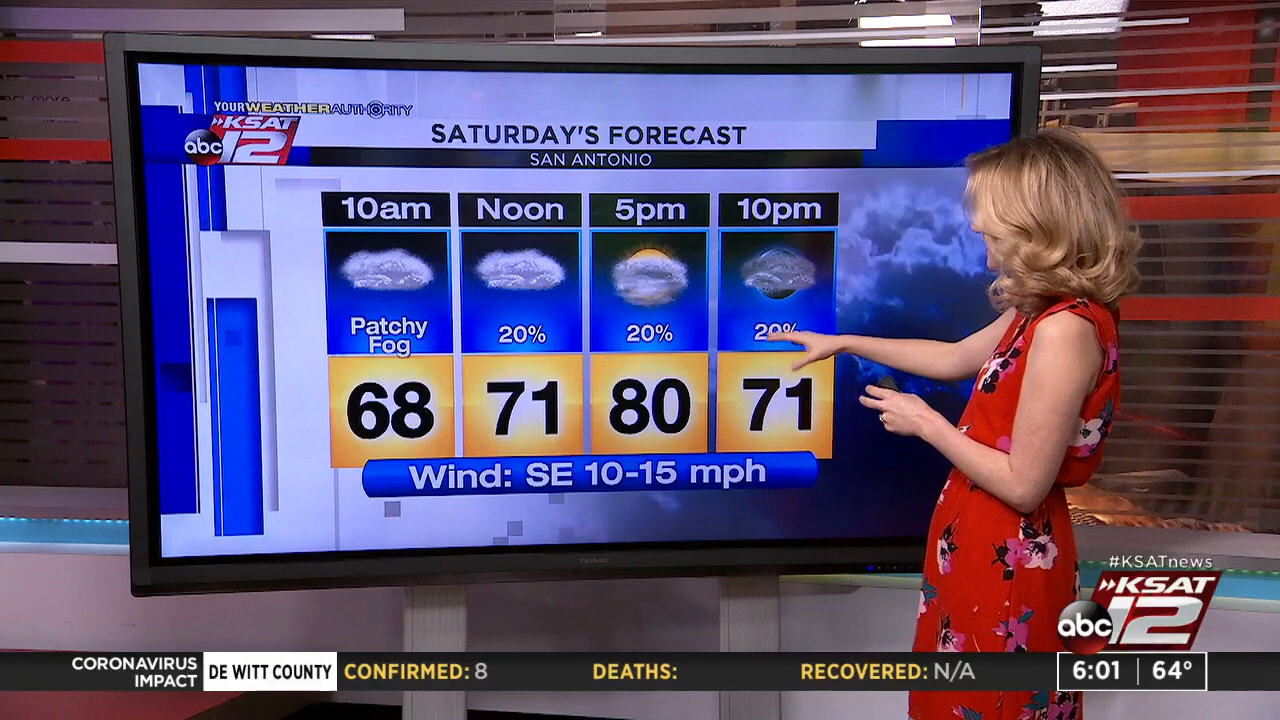 YOUR WEATHER AUTHORITY
abc KSAT 12
SATURDAY'S FORECAST
SAN ANTONIO
10am Noon 5pm 10pm
Patchy Fog 20% 20% 20%
68 71 80 71
Wind: SE 10-15 mph
ViewSonic
#KSATnews
abc KSAT 12
CORONAVIRUS IMPACT
DE WITT COUNTY
CONFIRMED: 8
DEATHS:
RECOVERED: N/A
6:01 64°